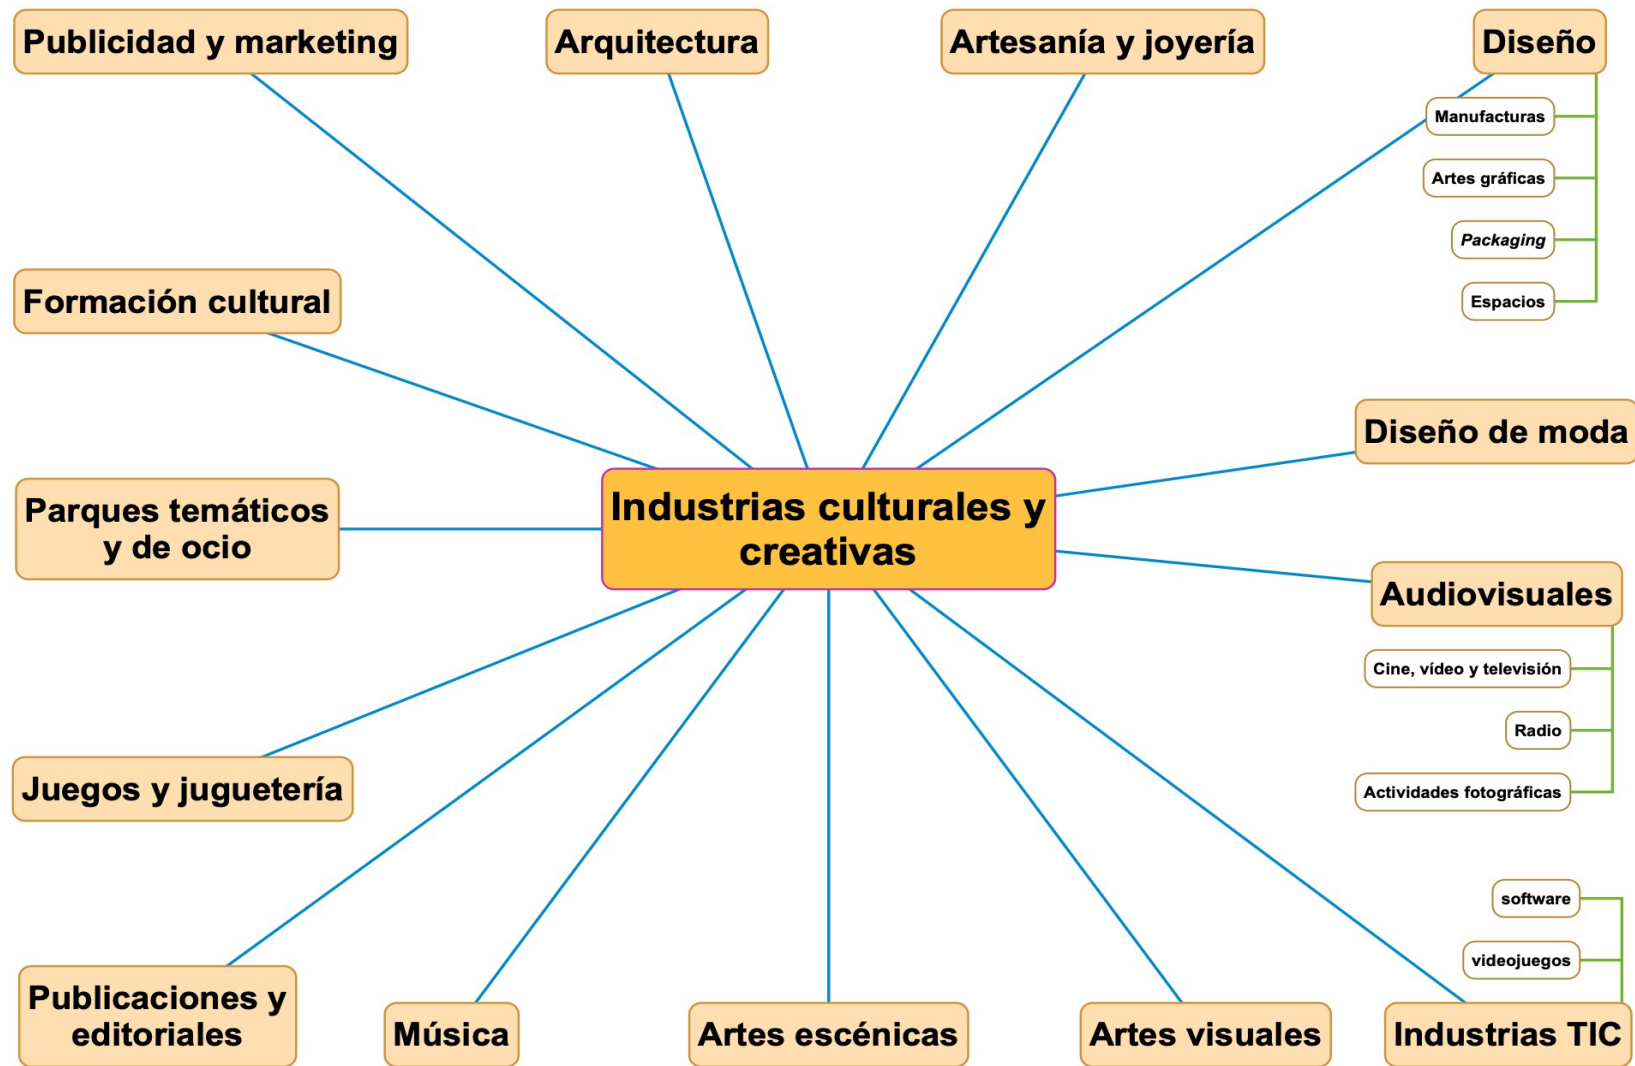 Publicidad y marketing
Arquitectura
Artesanía y joyería
Diseño
Manufacturas
Artes gráficas
Packaging
Espacios
Formación cultural
Diseño de moda
Parques temáticos
y de ocio
Industrias culturales y
creativas
Audiovisuales
Cine, vídeo y televisión
Radio
Actividades fotográficas
Juegos y juguetería
software
videojuegos
Publicaciones y
editoriales
Música
Artes escénicas
Artes visuales
Industrias TIC